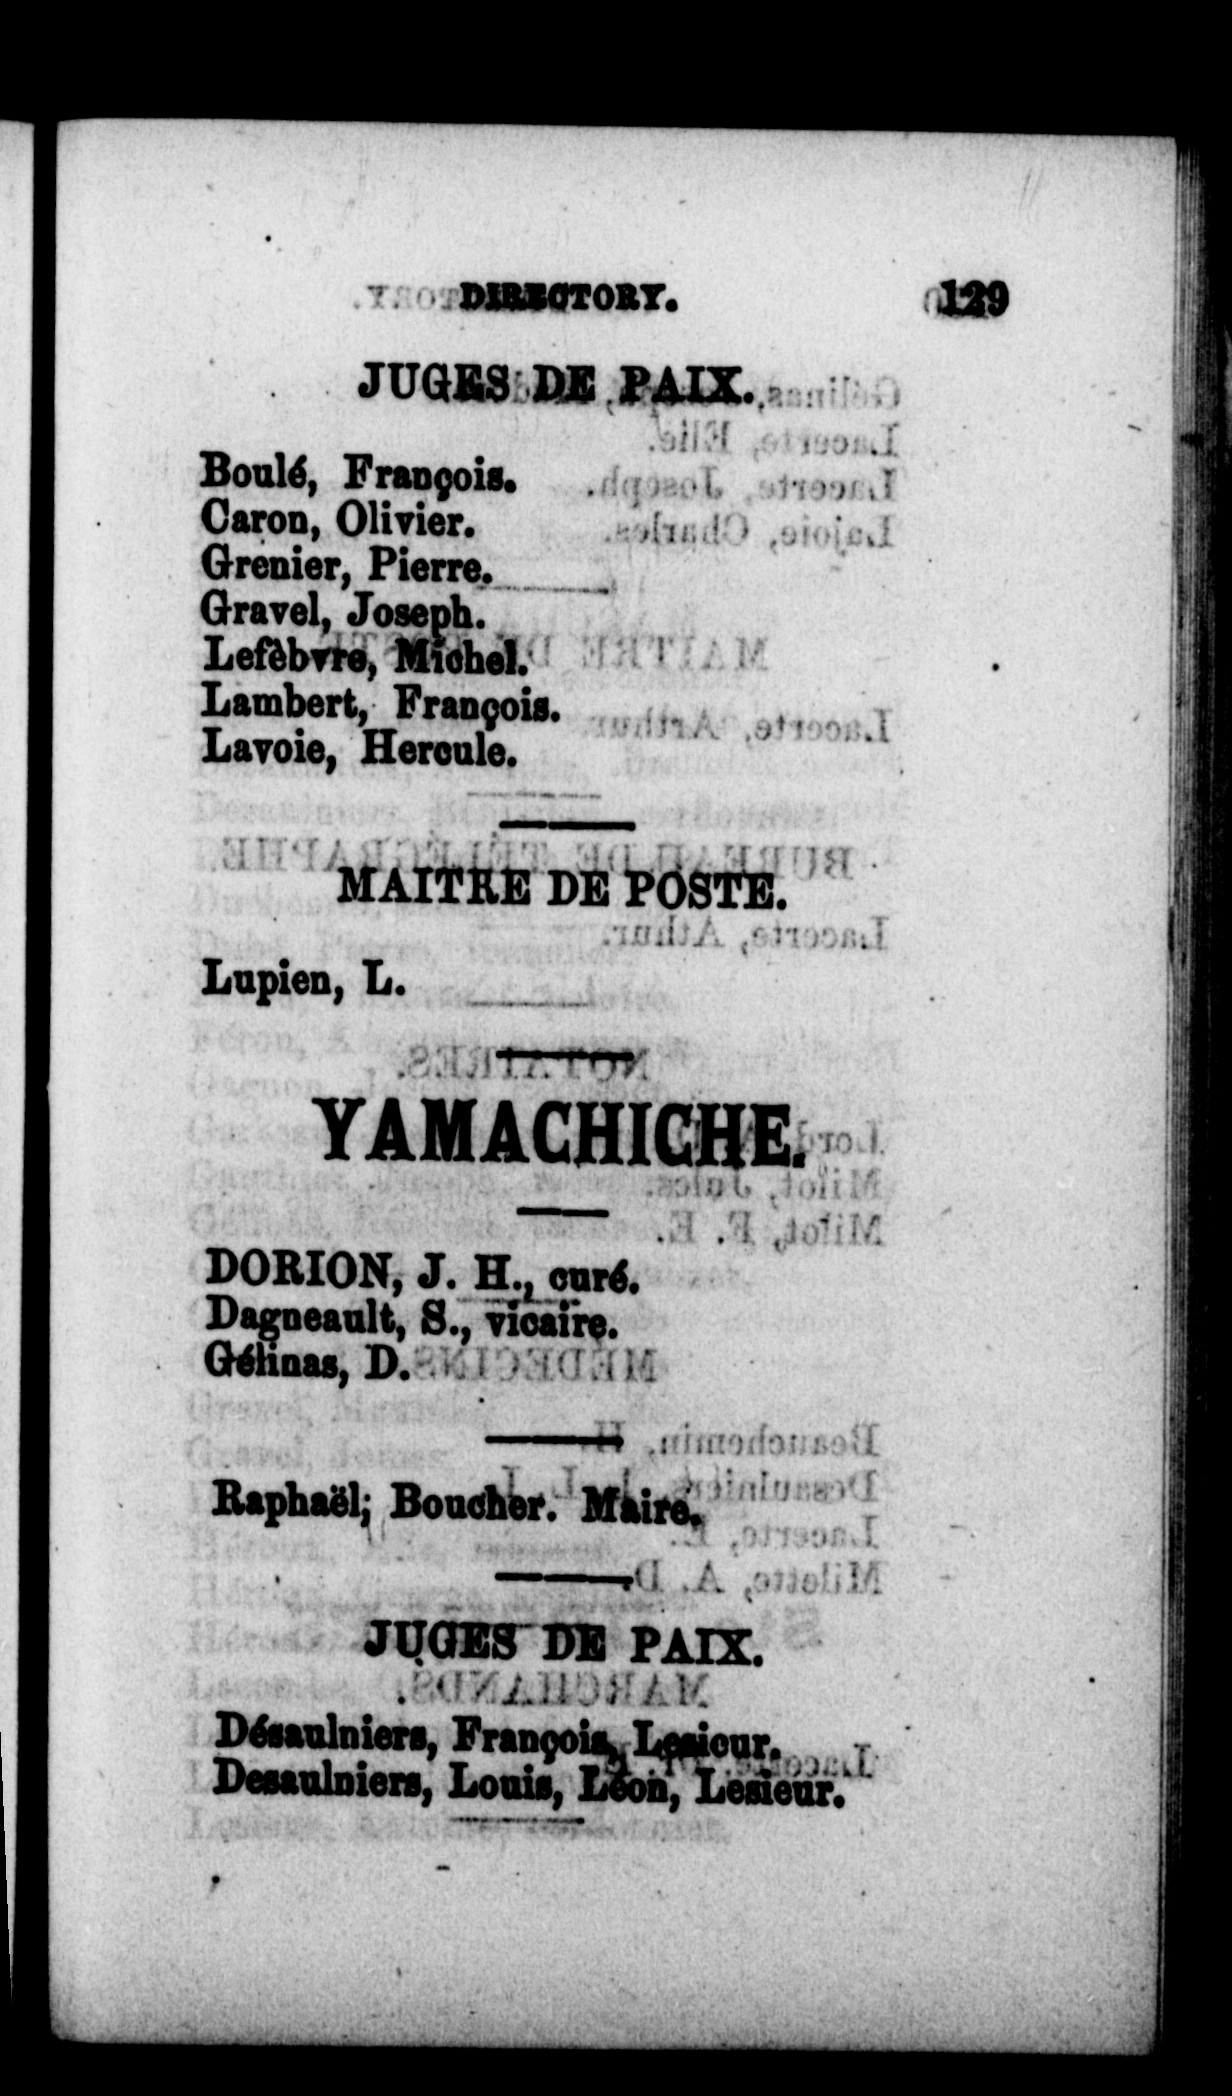 DIRECTORY. 129
JUGES DE PAIX.
Boulé, François.
Caron, Olivier.
Grenier, Pierre.
Gravel, Joseph.
Lefèbvre, Michel.
Lambert, François.
Lavoie, Hercule.
MAITRE DE POSTE.
Lupien, L.
YAMACHICHE.
DORION, J. H., curé.
Dagneault, S., vicaire.
Gélinas, D.
Raphaël; Boucher. Maire.
JUGES DE PAIX.
Désaulniers, François, Lesieur.
Desaulniers, Louis, Léon, Lesieur.